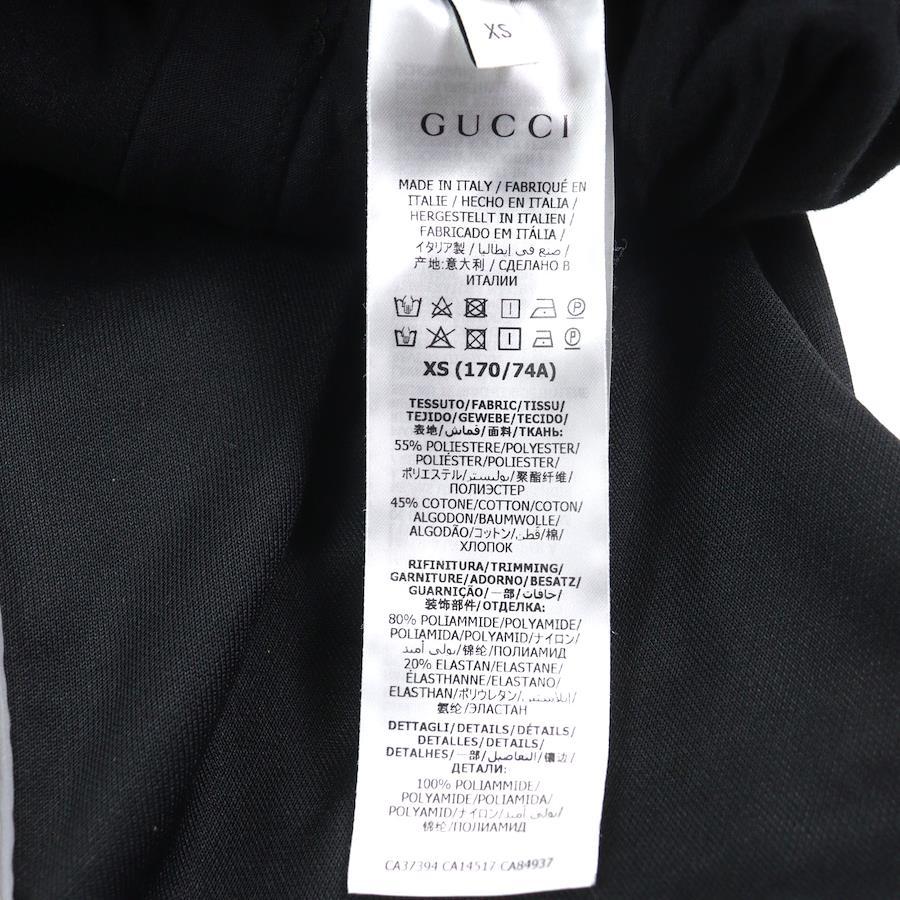 XS
GUCCI
MADE IN ITALY / FABRIQUÉ EN
ITALIE / HECHO EN ITALIA /
HERGESTELLT IN ITALIEN /
FABRICADO EM ITÁLIA /
イタリア製 / صنع في إيطاليا /
产地:意大利 / СДЕЛАНО В
ИТАЛИИ
XS (170/74A)
TESSUTO/FABRIC/TISSU/
TEJIDO/GEWEBE/TECIDO/
表地/قماش/面料/ТКАНЬ:
55% POLIESTERE/POLYESTER/
POLIÉSTER/POLIESTER/
ポリエステル/بوليستر/聚酯纤维/
ПОЛИЭСТЕР
45% COTONE/COTTON/COTON/
ALGODON/BAUMWOLLE/
ALGODÃO/コットン/قطن/棉/
ХЛОПОК
RIFINITURA/TRIMMING/
GARNITURE/ADORNO/BESATZ/
GUARNIÇÃO/一部/حافات/
装饰部件/ОТДЕЛКА:
80% POLIAMMIDE/POLYAMIDE/
POLIAMIDA/POLYAMID/ナイロン/
بولي أميد/锦纶/ПОЛИАМИД
20% ELASTAN/ELASTANE/
ÉLASTHANNE/ELASTANO/
ELASTHAN/ポリウレタン/إيلاستين/
氨纶/ЭЛАСТАН
DETTAGLI/DETAILS/DÉTAILS/
DETALLES/DETAILS/
DETALHES/一部/التفاصيل/镶边/
ДЕТАЛИ:
100% POLIAMMIDE/
POLYAMIDE/POLIAMIDA/
POLYAMID/ナイロン/بولي أميد/
锦纶/ПОЛИАМИД
CA37394 CA14517 CA84937